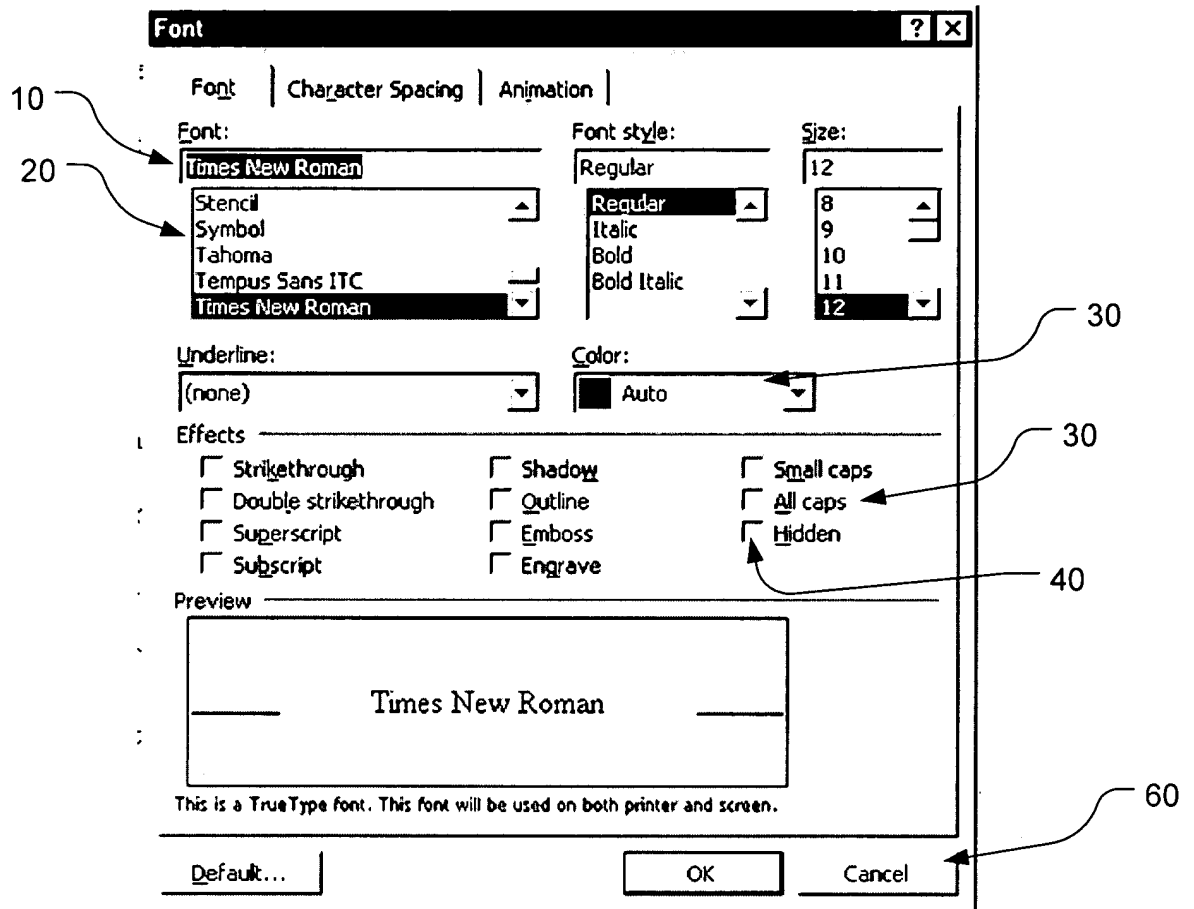 Font ? X
Font Character Spacing Animation
10
Font: Font style: Size:
Times New Roman Regular 12
20
Stencil Regular 8
Symbol Italic 9
Tahoma Bold 10
Tempus Sans ITC Bold Italic 11
Times New Roman 12
30
Underline: Color:
(none) Auto
Effects
30
Strikethrough Shadow Small caps
Double strikethrough Outline All caps
Superscript Emboss Hidden
Subscript Engrave
40
Preview
Times New Roman
This is a TrueType font. This font will be used on both printer and screen.
60
Default... OK Cancel